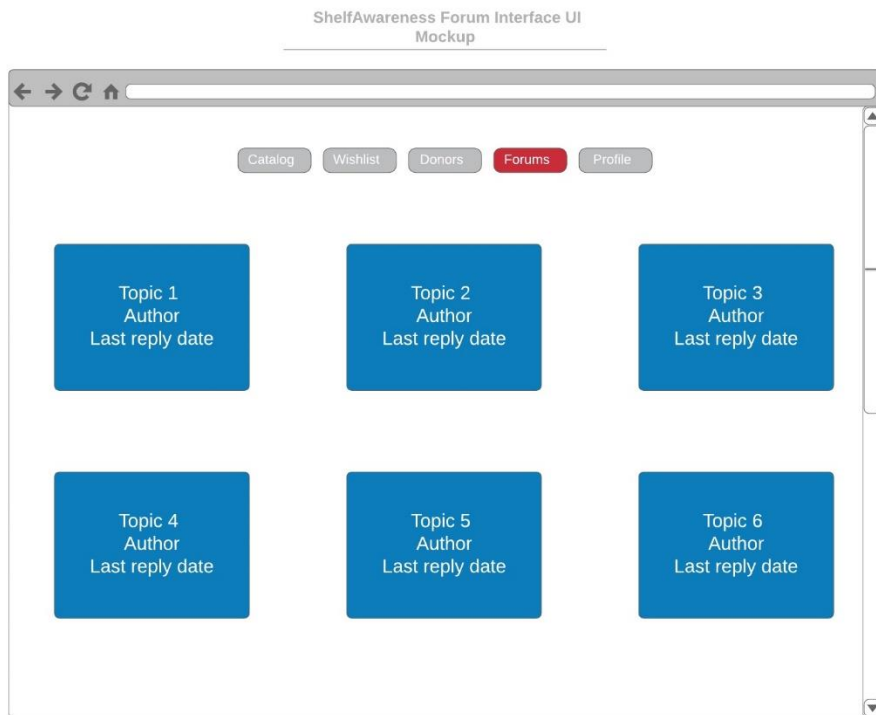 ShelfAwareness Forum Interface UI
Mockup
Catalog
Wishlist
Donors
Forums
Profile
Topic 1
Author
Last reply date
Topic 2
Author
Last reply date
Topic 3
Author
Last reply date
Topic 4
Author
Last reply date
Topic 5
Author
Last reply date
Topic 6
Author
Last reply date